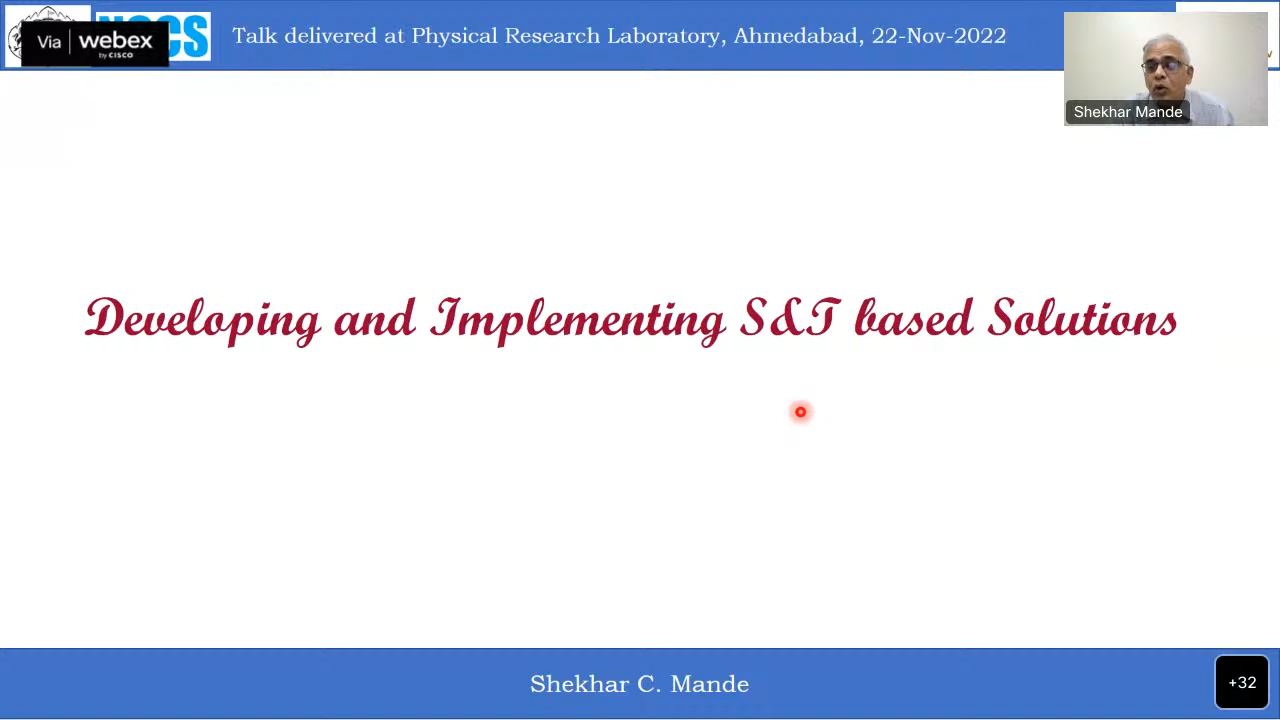 Via webex
by CISCO
CS
Talk delivered at Physical Research Laboratory, Ahmedabad, 22-Nov-2022
Shekhar Mande
Developing and Implementing S&T based Solutions
Shekhar C. Mande
+32